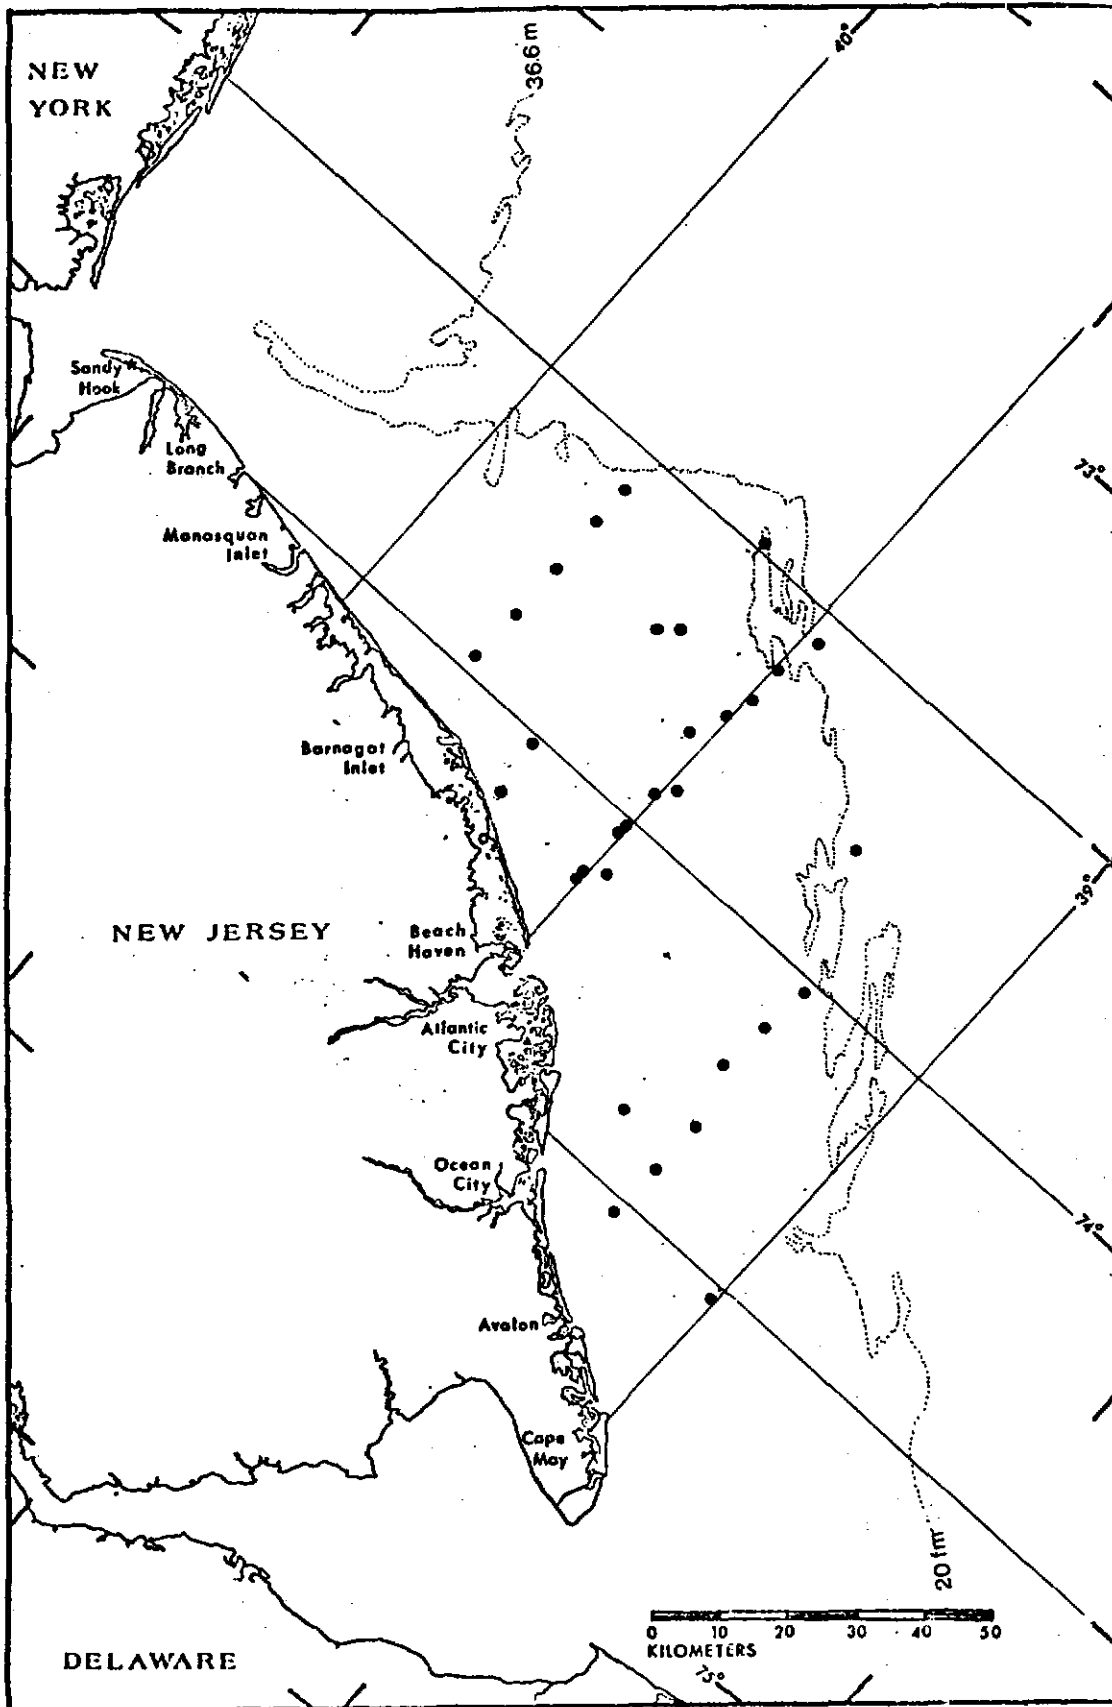 NEW
YORK
36.6 m
40°
Sandy
Hook
Long
Branch
Manasquan
Inlet
73°
Barnagat
Inlet
NEW JERSEY
Beach
Haven
39°
Atlantic
City
Ocean
City
74°
Avalon
Cape
May
20 fm
0 10 20 30 40 50
KILOMETERS
75°
DELAWARE